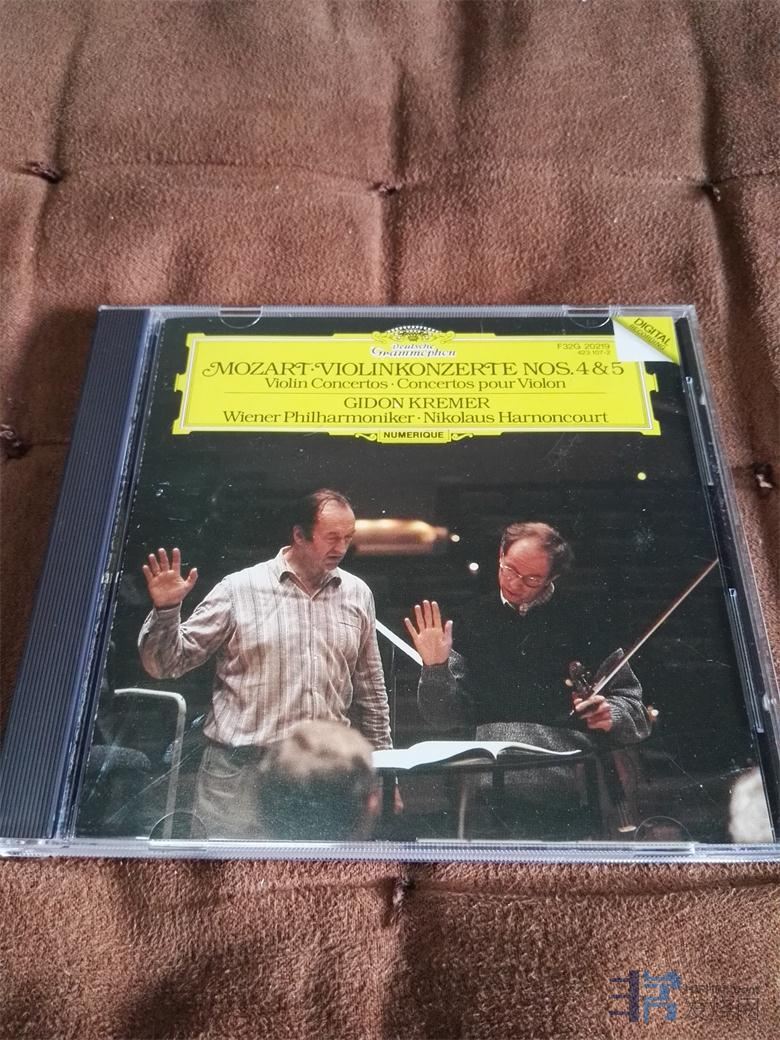 DIGITAL
RECORDING
Deutsche
Grammophon
F32G 20219
423 107-2
MOZART·VIOLINKONZERTE NOS. 4 & 5
Violin Concertos · Concertos pour Violon
GIDON KREMER
Wiener Philharmoniker · Nikolaus Harnoncourt
NUMERIQUE